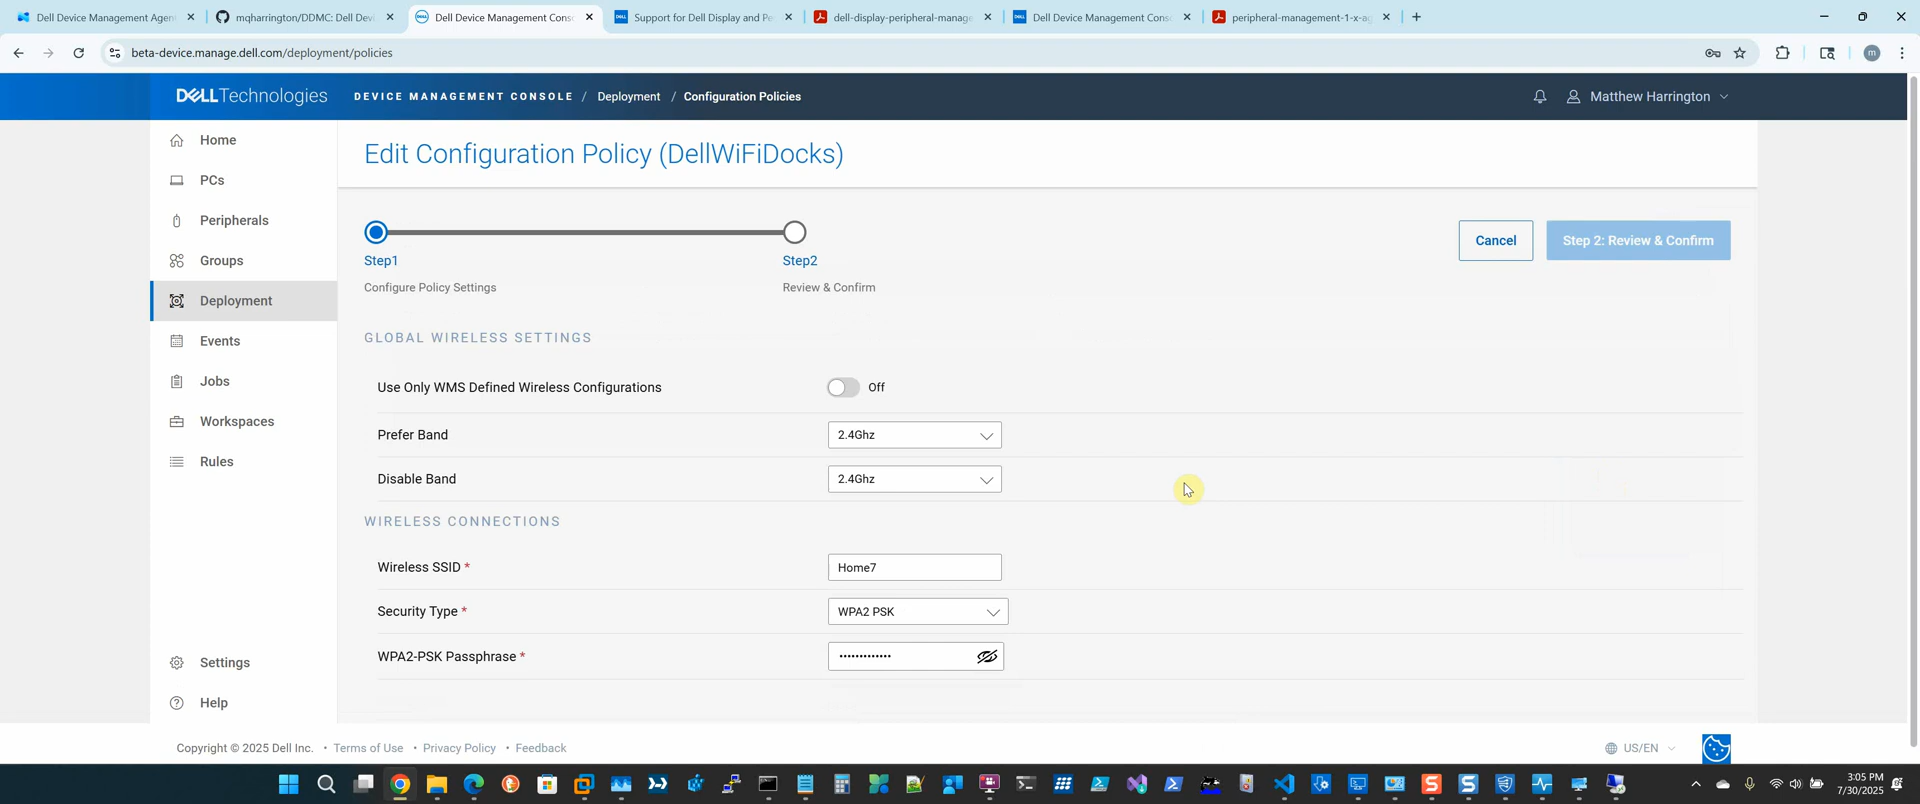 Dell Device Management Agen
mqharrington/DDMC: Dell Dev
Dell Device Management Cons
Support for Dell Display and Pe
dell-display-peripheral-manage
Dell Device Management Cons
peripheral-management-1-x-ag
beta-device.manage.dell.com/deployment/policies
m
DELLTechnologies
DEVICE MANAGEMENT CONSOLE / Deployment / Configuration Policies
Matthew Harrington
Home
PCs
Peripherals
Groups
Deployment
Events
Jobs
Workspaces
Rules
Settings
Help
Edit Configuration Policy (DellWiFiDocks)
Step1
Configure Policy Settings
Step2
Review & Confirm
Cancel
Step 2: Review & Confirm
GLOBAL WIRELESS SETTINGS
Use Only WMS Defined Wireless Configurations
Off
Prefer Band
2.4Ghz
Disable Band
2.4Ghz
WIRELESS CONNECTIONS
Wireless SSID *
Home7
Security Type *
WPA2 PSK
WPA2-PSK Passphrase *
•••••••••••••
Copyright © 2025 Dell Inc. • Terms of Use • Privacy Policy • Feedback
US/EN
3:05 PM
7/30/2025